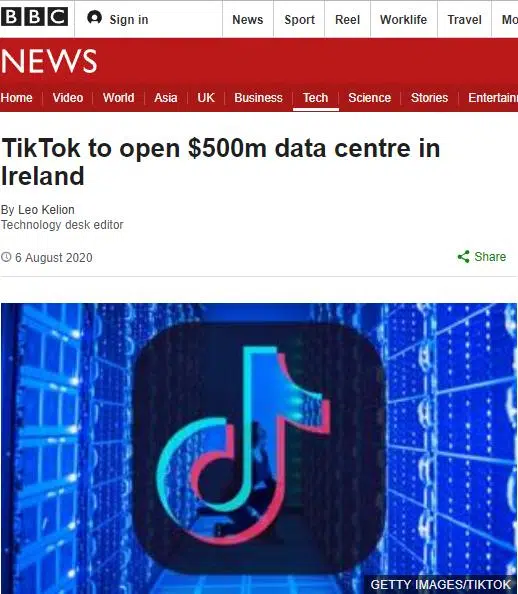 BBC Sign in News Sport Reel Worklife Travel Mo
NEWS
Home Video World Asia UK Business Tech Science Stories Entertain
TikTok to open $500m data centre in
Ireland
By Leo Kelion
Technology desk editor
6 August 2020 Share
GETTY IMAGES/TIKTOK